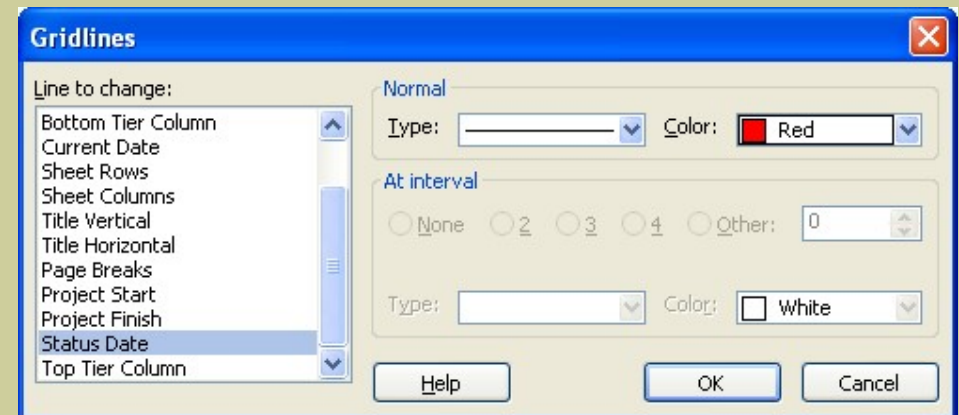 Gridlines
Line to change:
Bottom Tier Column
Current Date
Sheet Rows
Sheet Columns
Title Vertical
Title Horizontal
Page Breaks
Project Start
Project Finish
Status Date
Top Tier Column
Normal
Type: Color: Red
At interval
None 2 3 4 Other: 0
Type: Color: White
Help OK Cancel